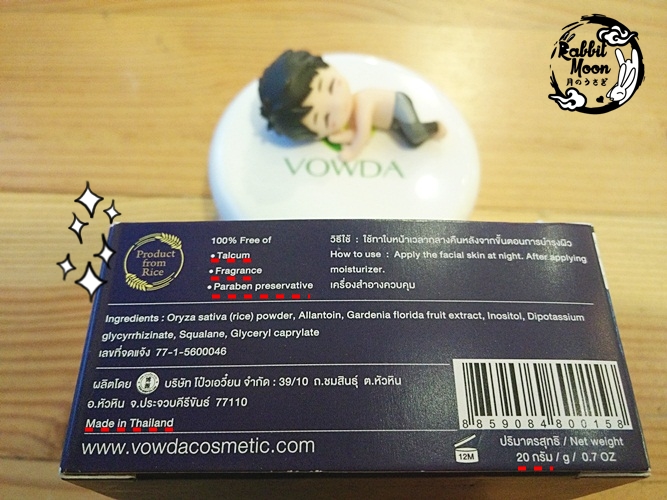 Rabbit
Moon
月のうさぎ
VOWDA
Product
from
Rice
100% Free of
• Talcum
• Fragrance
• Paraben preservative
วิธีใช้ : ใช้ทาใบหน้าเวลากลางคืนหลังจากขั้นตอนการบำรุงผิว
How to use : Apply the facial skin at night. After applying
moisturizer.
เครื่องสำอางควบคุม
Ingredients : Oryza sativa (rice) powder, Allantoin, Gardenia florida fruit extract, Inositol, Dipotassium
glycyrrhizinate, Squalane, Glyceryl caprylate
เลขที่จดแจ้ง 77-1-5600046
ผลิตโดย บริษัท โป๊วเอวี๋ยน จำกัด : 39/10 ถ.ชมสินธุ์ ต.หัวหิน
อ.หัวหิน จ.ประจวบคีรีขันธ์ 77110
Made in Thailand
www.vowdacosmetic.com
8 859084 800158
12M
ปริมาตรสุทธิ / Net weight
20 กรัม / g / 0.7 OZ